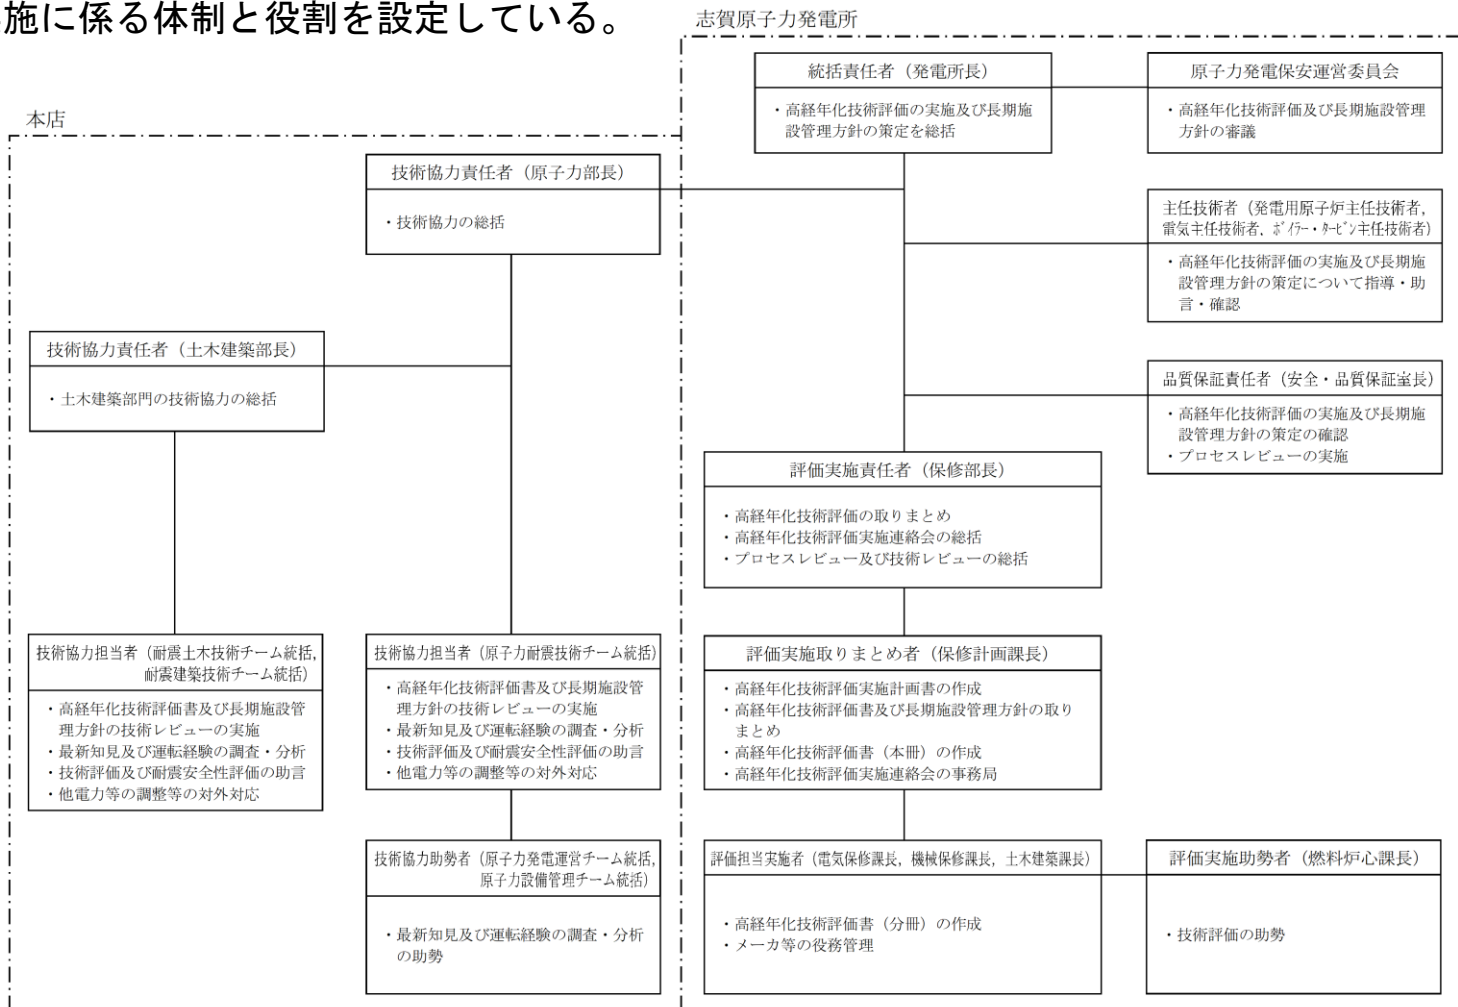 施に係る体制と役割を設定している。
志賀原子力発電所
統括責任者（発電所長）
・高経年化技術評価の実施及び長期施
設管理方針の策定を総括
原子力発電保安運営委員会
・高経年化技術評価及び長期施設管理
方針の審議
本店
技術協力責任者（原子力部長）
・技術協力の総括
主任技術者（発電用原子炉主任技術者，
電気主任技術者，ﾎﾞｲﾗｰ・ﾀｰﾋﾞﾝ主任技術者）
・高経年化技術評価の実施及び長期施
設管理方針の策定について指導・助
言・確認
技術協力責任者（土木建築部長）
・土木建築部門の技術協力の総括
品質保証責任者（安全・品質保証室長）
・高経年化技術評価の実施及び長期施
設管理方針の策定の確認
・プロセスレビューの実施
評価実施責任者（保修部長）
・高経年化技術評価の取りまとめ
・高経年化技術評価実施連絡会の総括
・プロセスレビュー及び技術レビューの総括
技術協力担当者（耐震土木技術チーム統括，
耐震建築技術チーム統括）
・高経年化技術評価書及び長期施設管
理方針の技術レビューの実施
・最新知見及び運転経験の調査・分析
・技術評価及び耐震安全性評価の助言
・他電力等の調整等の対外対応
技術協力担当者（原子力耐震技術チーム統括）
・高経年化技術評価書及び長期施設管
理方針の技術レビューの実施
・最新知見及び運転経験の調査・分析
・技術評価及び耐震安全性評価の助言
・他電力等の調整等の対外対応
評価実施取りまとめ者（保修計画課長）
・高経年化技術評価実施計画書の作成
・高経年化技術評価書及び長期施設管理方針の取り
まとめ
・高経年化技術評価書（本冊）の作成
・高経年化技術評価実施連絡会の事務局
技術協力助勢者（原子力発電運営チーム統括，
原子力設備管理チーム統括）
・最新知見及び運転経験の調査・分析
の助勢
評価担当実施者（電気保修課長，機械保修課長，土木建築課長）
・高経年化技術評価書（分冊）の作成
・メーカ等の役務管理
評価実施助勢者（燃料炉心課長）
・技術評価の助勢